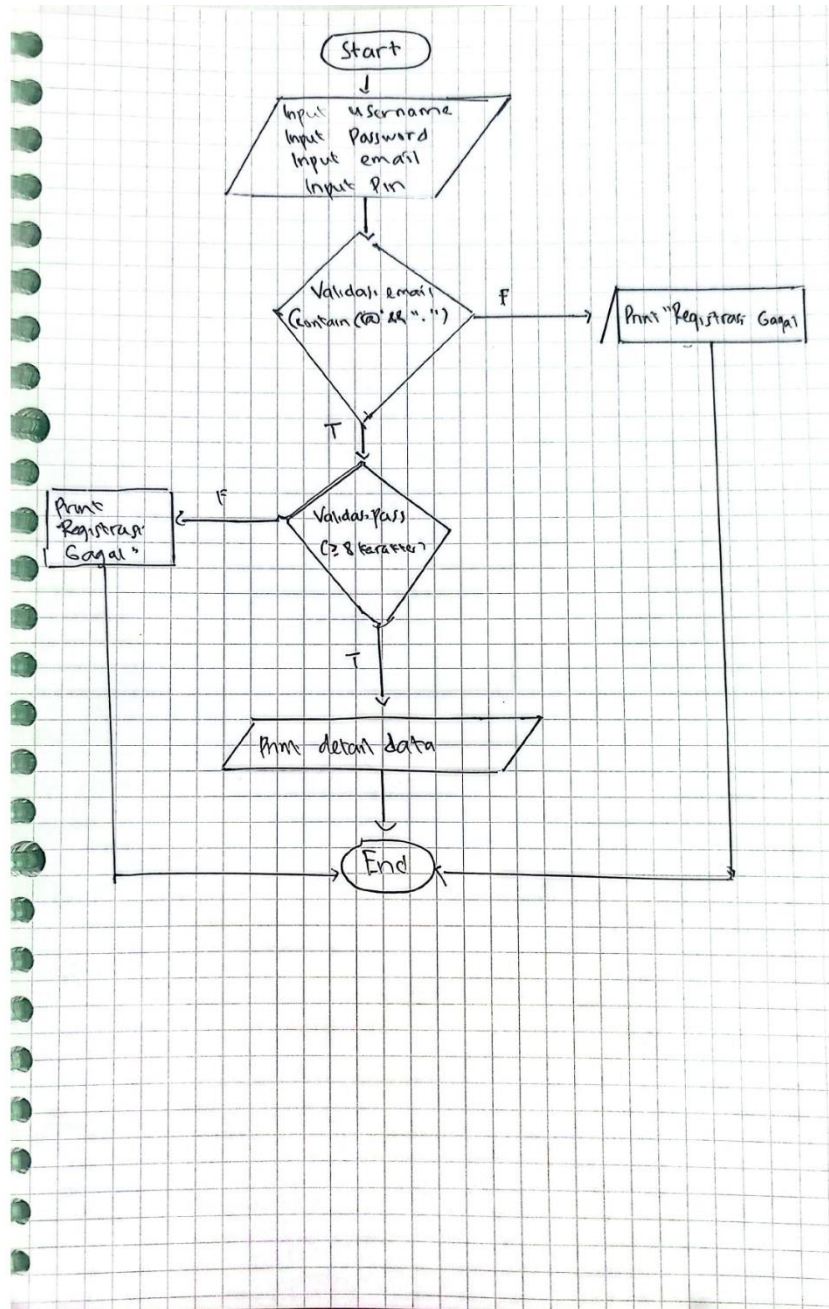 Start
Input username
Input Password
Input email
Input Pin
Validasi email
(Contain ("@" && ".")
F
Print "Registrasi Gagal
T
F
Print
"Registrasi
Gagal"
Validasi Pass
(≥ 8 karakter)
T
Print detail data
End